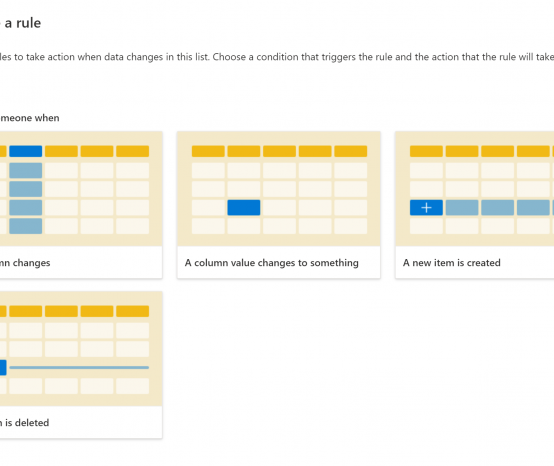 a rule
les to take action when data changes in this list. Choose a condition that triggers the rule and the action that the rule will take
meone when
mn changes
A column value changes to something
A new item is created
n is deleted